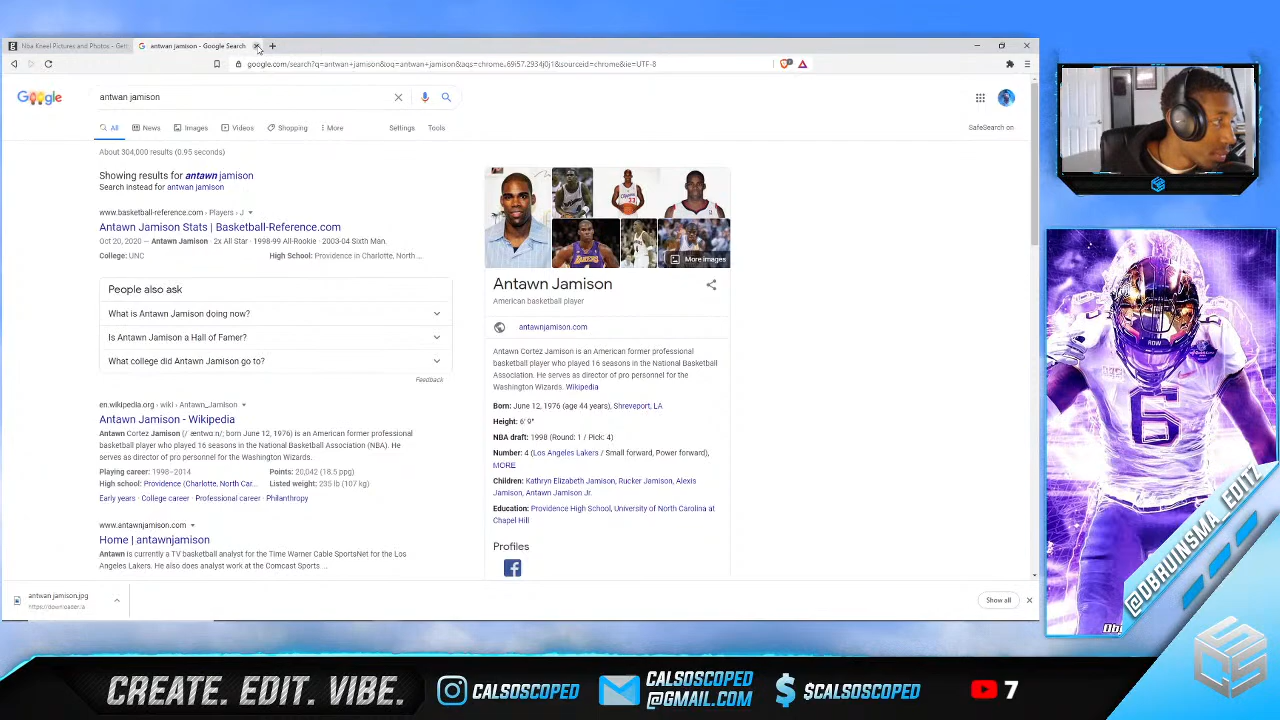 Nba Kneel Pictures and Photos - Gett
antwan jamison - Google Search
google.com/search?q=antwan+jamison&oq=antwan+jamison&aqs=chrome.69i57.2934j0j1&sourceid=chrome&ie=UTF-8
Google
antwan jamison
All
News
Images
Videos
Shopping
More
Settings
Tools
SafeSearch on
About 304,000 results (0.95 seconds)
Showing results for antawn jamison
Search instead for antwan jamison
www.basketball-reference.com › Players › J
Antawn Jamison Stats | Basketball-Reference.com
Oct 20, 2020 — Antawn Jamison · 2x All Star · 1998-99 All-Rookie · 2003-04 Sixth Man.
College: UNC
High School: Providence in Charlotte, North ...
People also ask
What is Antawn Jamison doing now?
Is Antawn Jamison a Hall of Famer?
What college did Antawn Jamison go to?
Feedback
en.wikipedia.org › wiki › Antawn_Jamison
Antawn Jamison - Wikipedia
Antawn Cortez Jamison (/ˈæntwɔːn/; born June 12, 1976) is an American former professional
basketball player who played 16 seasons in the National Basketball Association (NBA). He
serves as director of pro personnel for the Washington Wizards.
Playing career: 1998–2014
Points: 20,042 (18.5 ppg)
High school: Providence (Charlotte, North Car...
Listed weight: 235 lb (107 kg)
Early years · College career · Professional career · Philanthropy
www.antawnjamison.com
Home | antawnjamison
Antawn is currently a TV basketball analyst for the Time Warner Cable SportsNet for the Los
Angeles Lakers. He also does analyst work at the Comcast Sports ...
More images
Antawn Jamison
American basketball player
antawnjamison.com
Antawn Cortez Jamison is an American former professional
basketball player who played 16 seasons in the National Basketball
Association. He serves as director of pro personnel for the
Washington Wizards. Wikipedia
Born: June 12, 1976 (age 44 years), Shreveport, LA
Height: 6′ 9″
NBA draft: 1998 (Round: 1 / Pick: 4)
Number: 4 (Los Angeles Lakers / Small forward, Power forward),
MORE
Children: Kathryn Elizabeth Jamison, Rucker Jamison, Alexis
Jamison, Antawn Jamison Jr.
Education: Providence High School, University of North Carolina at
Chapel Hill
Profiles
antwan jamison.jpg
https://downloader.la
Show all
6
@DBRUINSMA_EDITZ
CREATE. EDIT. VIBE.
CALSOSCOPED
CALSOSCOPED
@GMAIL.COM
$CALSOSCOPED
7